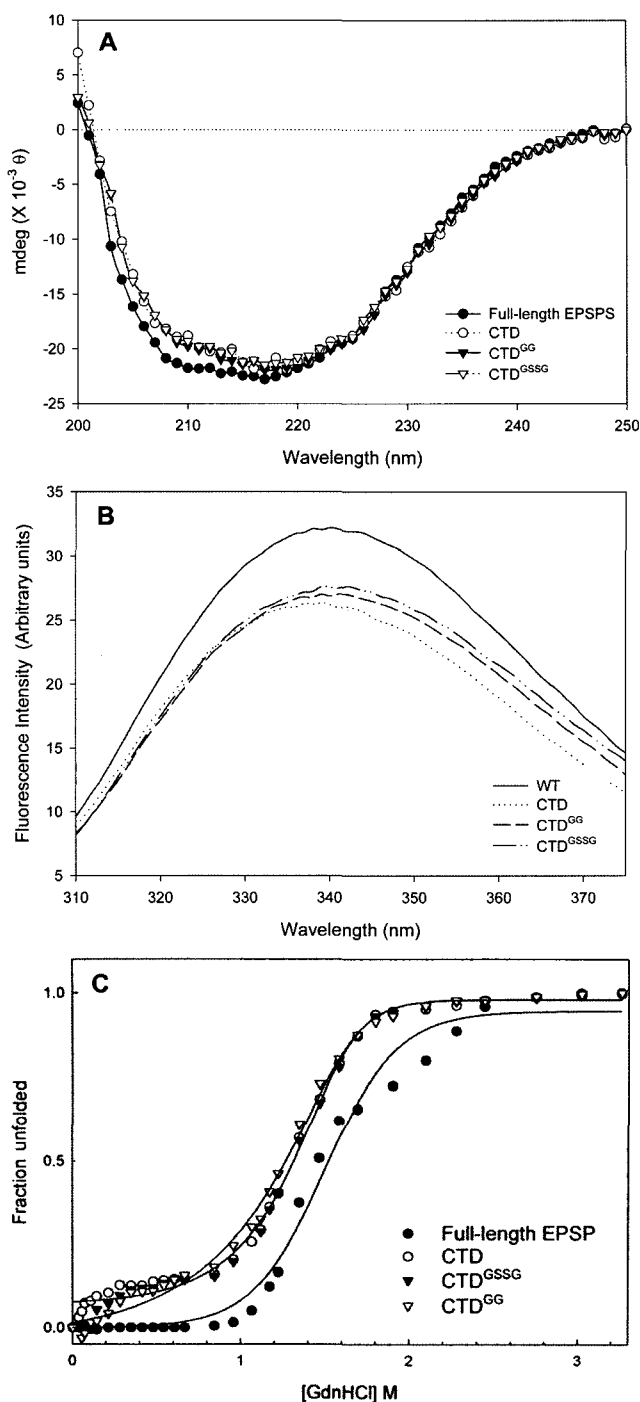 A
10
5
0
-5
-10
-15
-20
-25
mdeg (X 10⁻³ θ)
Full-length EPSPS
CTD
CTD^GG
CTD^GSSG
200
210
220
230
240
250
Wavelength (nm)
B
35
30
25
20
15
10
5
Fluorescence Intensity (Arbitrary units)
WT
CTD
CTD^GG
CTD^GSSG
310
320
330
340
350
360
370
Wavelength (nm)
C
1.0
0.5
0.0
Fraction unfolded
Full-length EPSP
CTD
CTD^GSSG
CTD^GG
0
1
2
3
[GdnHCl] M